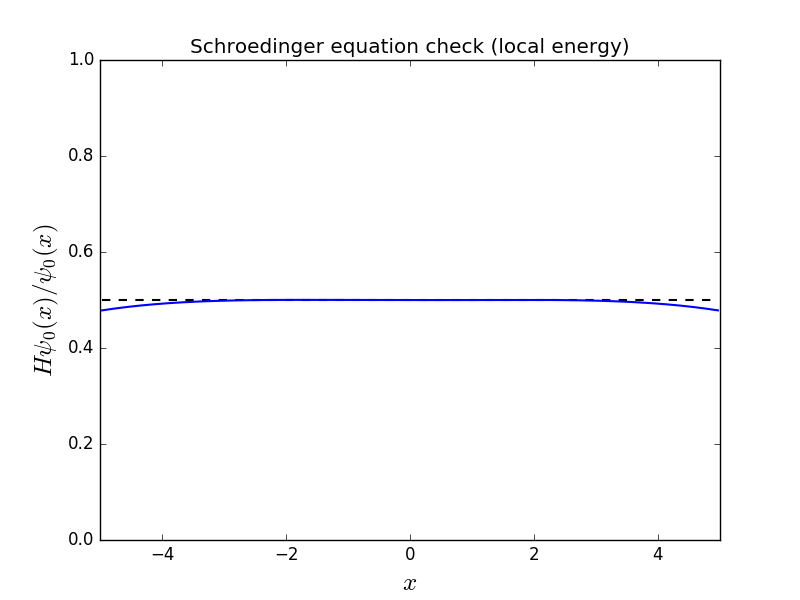 Schroedinger equation check (local energy)
1.0
0.8
0.6
0.4
0.2
0.0
Hψ₀(x)/ψ₀(x)
−4 −2 0 2 4
x